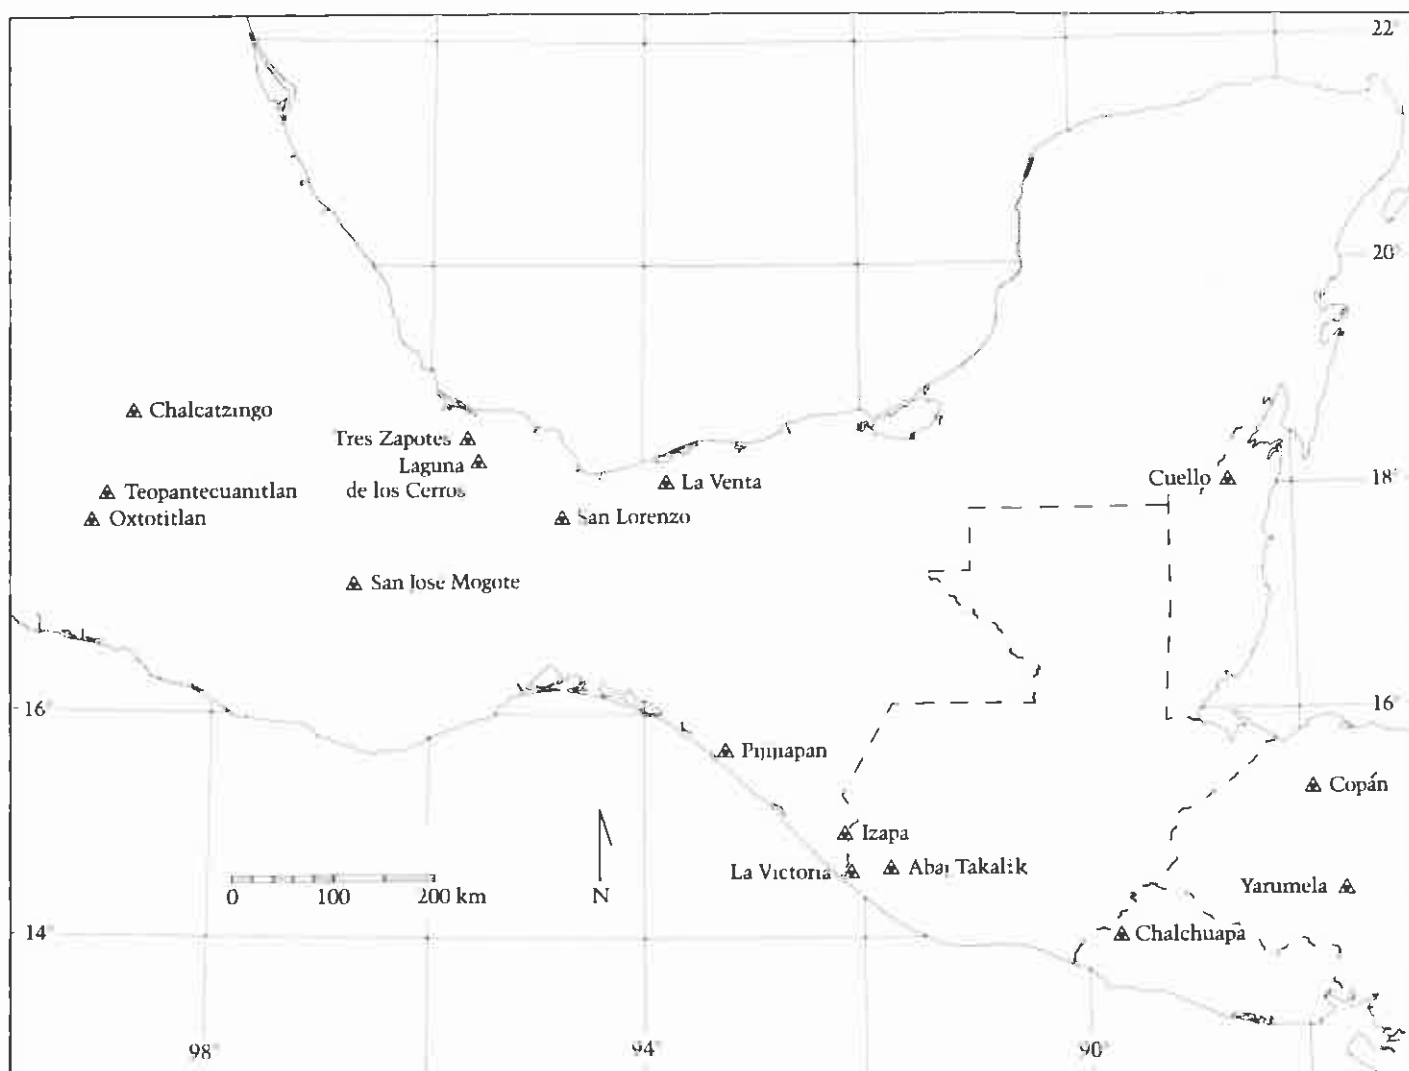 22°
20°
Chalcatzingo
Tres Zapotes
Laguna
de los Cerros
La Venta
Cuello
18°
Teopantecuanitlan
Oxtotitlan
San Lorenzo
San Jose Mogote
16°
16°
Pijijiapan
Copán
Izapa
La Victoria
Abaj Takalik
Yarumela
0 100 200 km
N
14°
Chalchuapa
98°
94°
90°